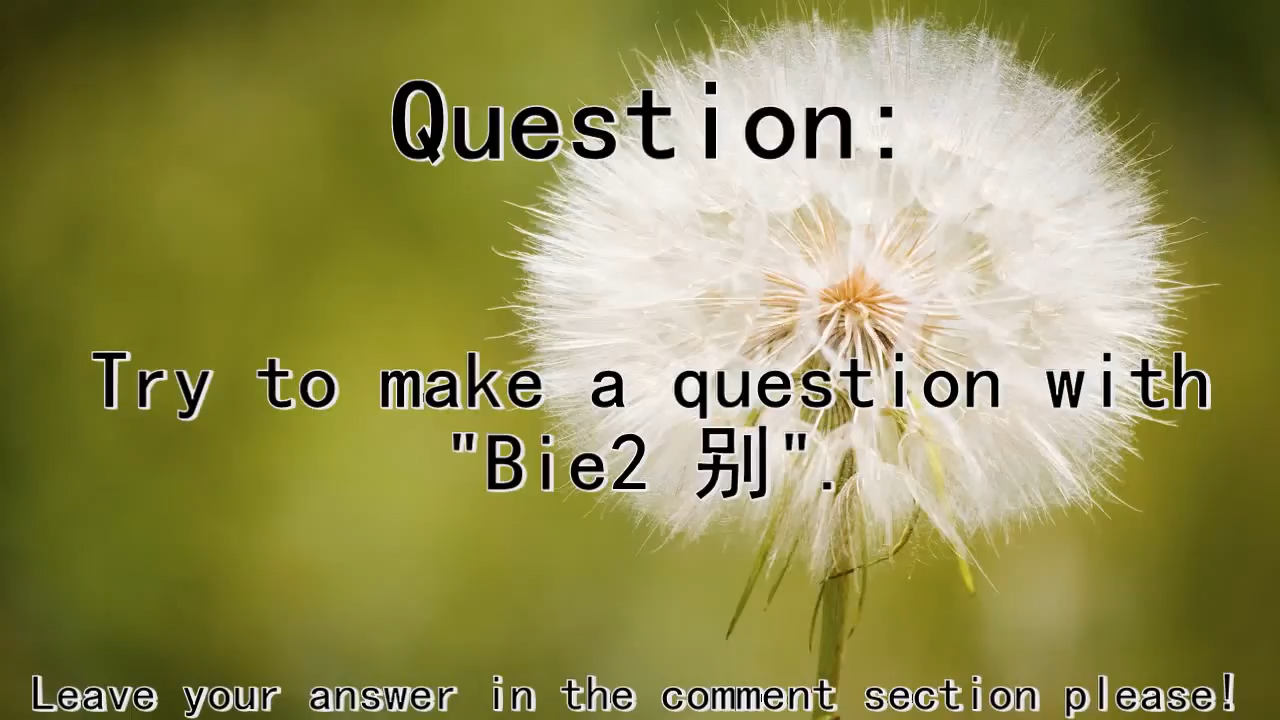 Question:
Try to make a question with
"Bie2 别".
Leave your answer in the comment section please!